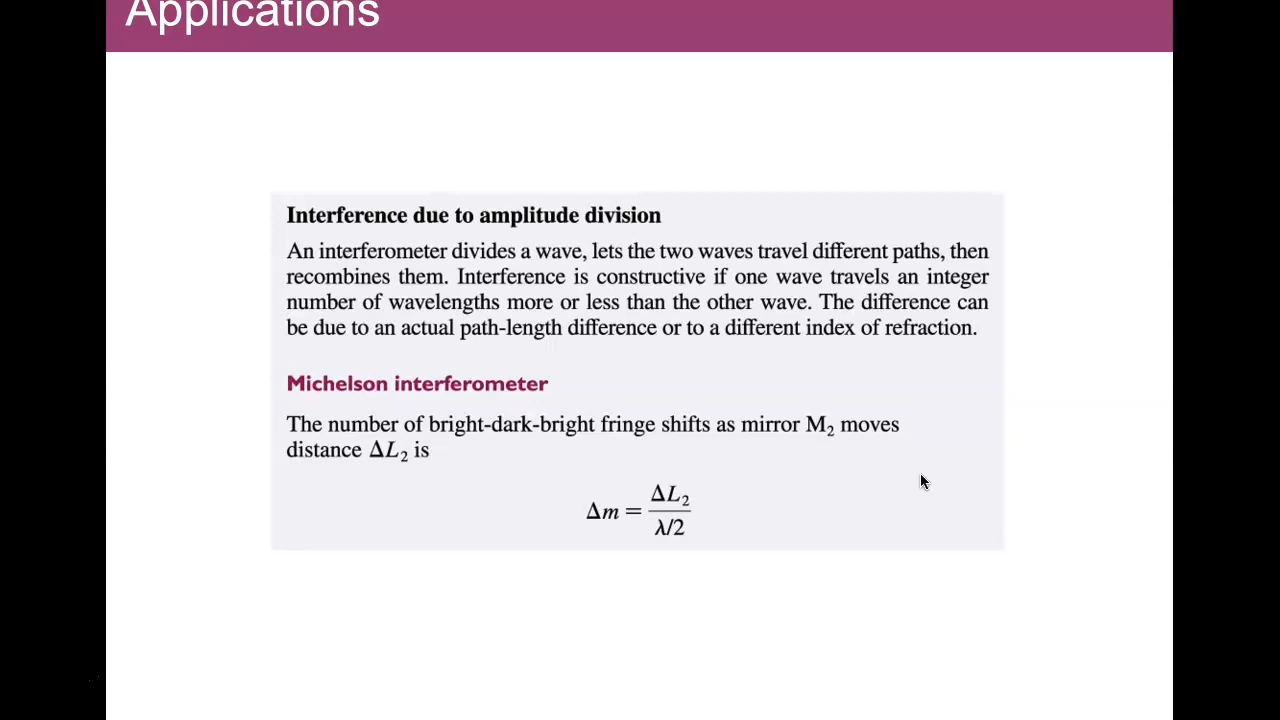 Applications
Interference due to amplitude division
An interferometer divides a wave, lets the two waves travel different paths, then
recombines them. Interference is constructive if one wave travels an integer
number of wavelengths more or less than the other wave. The difference can
be due to an actual path-length difference or to a different index of refraction.
Michelson interferometer
The number of bright-dark-bright fringe shifts as mirror M₂ moves
distance ΔL₂ is
Δm = ΔL₂ / λ/2